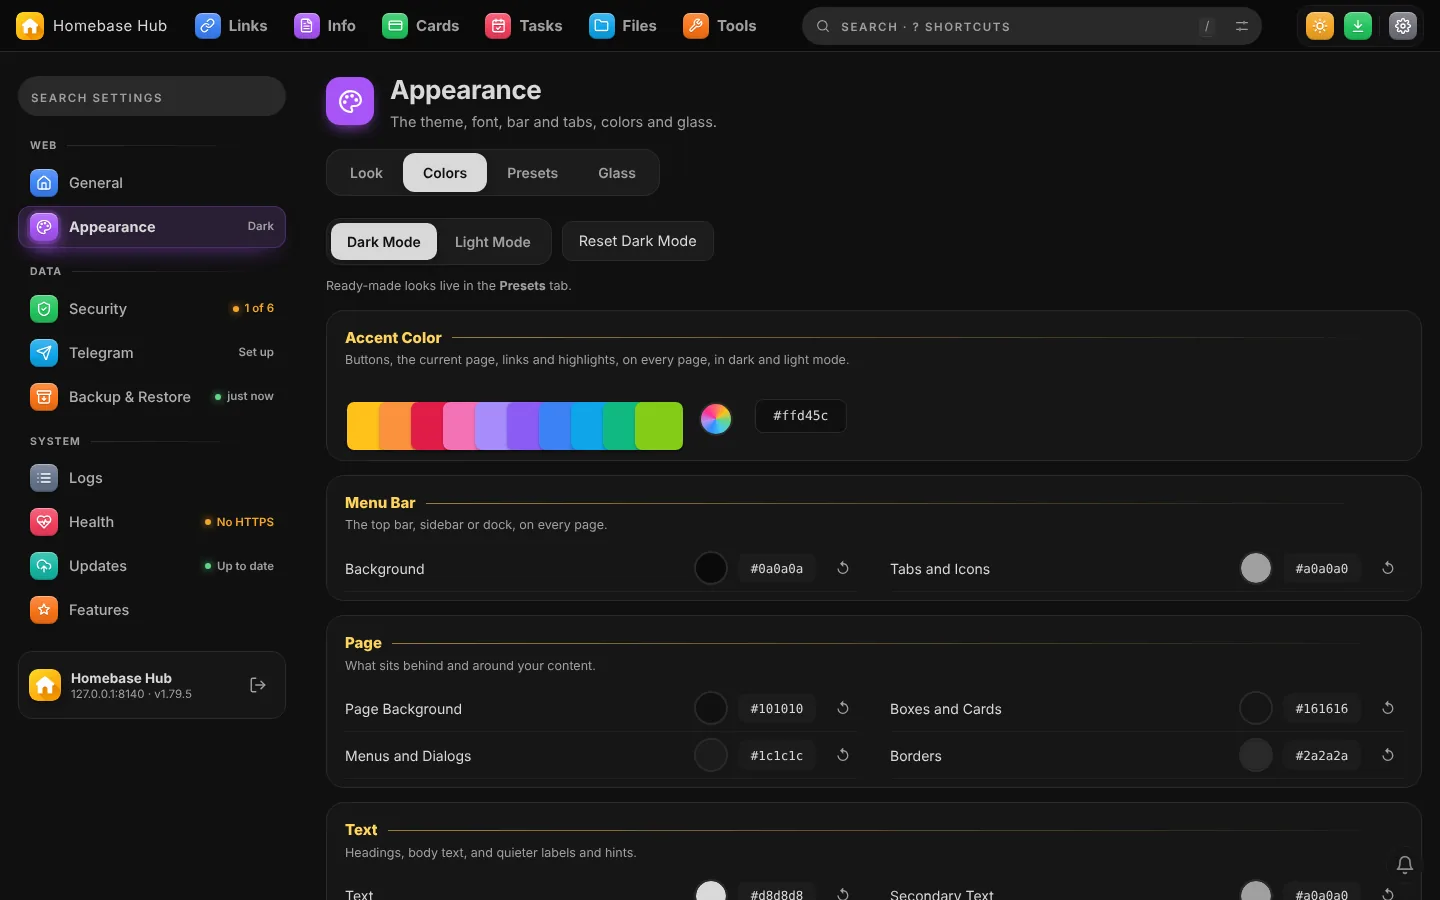 Homebase Hub
Links
Info
Cards
Tasks
Files
Tools
SEARCH · ? SHORTCUTS
/
SEARCH SETTINGS
WEB
General
Appearance
Dark
DATA
Security
1 of 6
Telegram
Set up
Backup & Restore
just now
SYSTEM
Logs
Health
No HTTPS
Updates
Up to date
Features
Homebase Hub
127.0.0.1:8140 · v1.79.5
Appearance
The theme, font, bar and tabs, colors and glass.
Look
Colors
Presets
Glass
Dark Mode
Light Mode
Reset Dark Mode
Ready-made looks live in the Presets tab.
Accent Color
Buttons, the current page, links and highlights, on every page, in dark and light mode.
#ffd45c
Menu Bar
The top bar, sidebar or dock, on every page.
Background
#0a0a0a
Tabs and Icons
#a0a0a0
Page
What sits behind and around your content.
Page Background
#101010
Boxes and Cards
#161616
Menus and Dialogs
#1c1c1c
Borders
#2a2a2a
Text
Headings, body text, and quieter labels and hints.
Text
#d8d8d8
Secondary Text
#a0a0a0